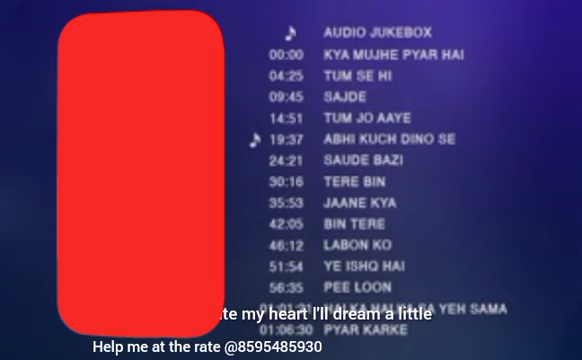 AUDIO JUKEBOX
00:00 KYA MUJHE PYAR HAI
04:25 TUM SE HI
09:45 SAJDE
14:51 TUM JO AAYE
19:37 ABHI KUCH DINO SE
24:21 SAUDE BAZI
30:16 TERE BIN
35:53 JAANE KYA
42:05 BIN TERE
46:12 LABON KO
51:54 YE ISHQ HAI
56:35 PEE LOON
YEH SAMA
my heart I'll dream a little
01:06:30 PYAR KARKE
Help me at the rate @8595485930